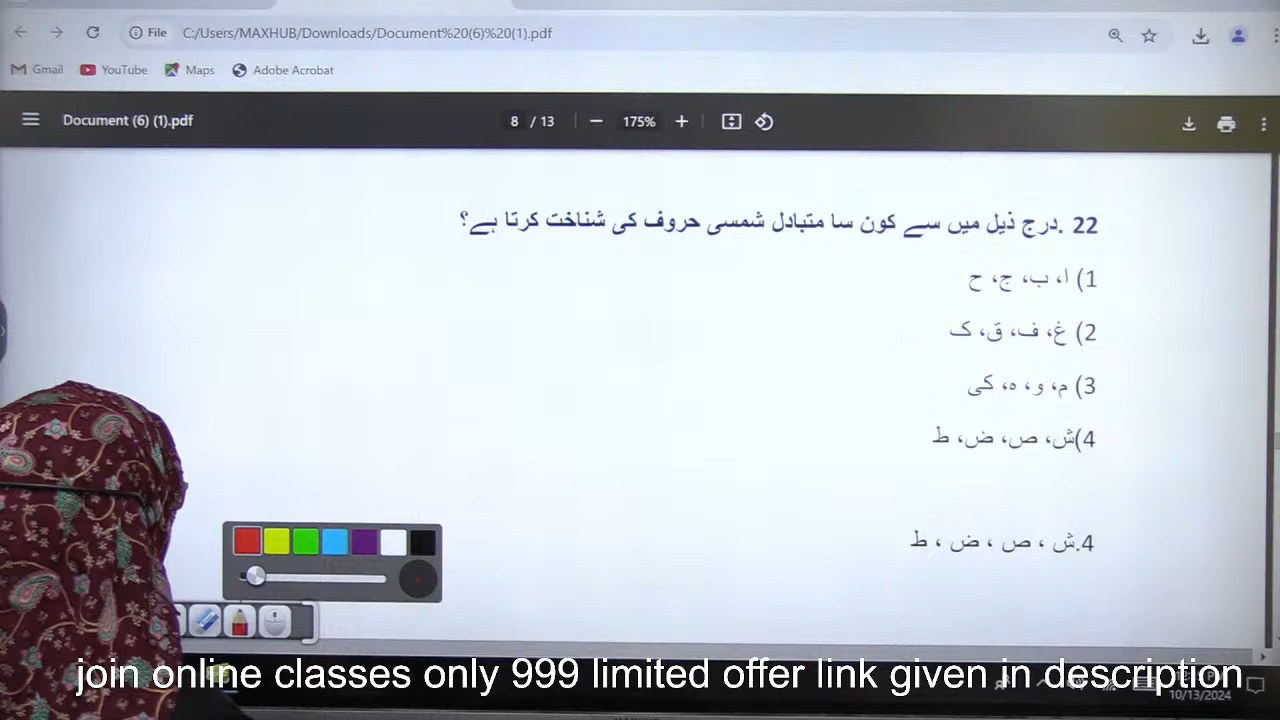 File C:/Users/MAXHUB/Downloads/Document%20(6)%20(1).pdf
Gmail YouTube Maps Adobe Acrobat
Document (6) (1).pdf 8 / 13 175%
22 .درج ذیل میں سے کون سا متبادل شمسی حروف کی شناخت کرتا ہے؟
1) ا، ب، ج، ح
2) غ، ف، ق، ک
3) م، و، ہ، کی
4)ش، ص، ض، ط
4.ش ، ص ، ض ، ط
join online classes only 999 limited offer link given in description
10/13/2024